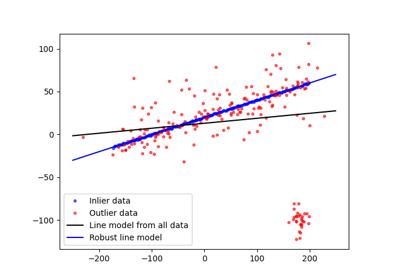 100
50
0
−50
−100
−200
−100
0
100
200
Inlier data
Outlier data
Line model from all data
Robust line model